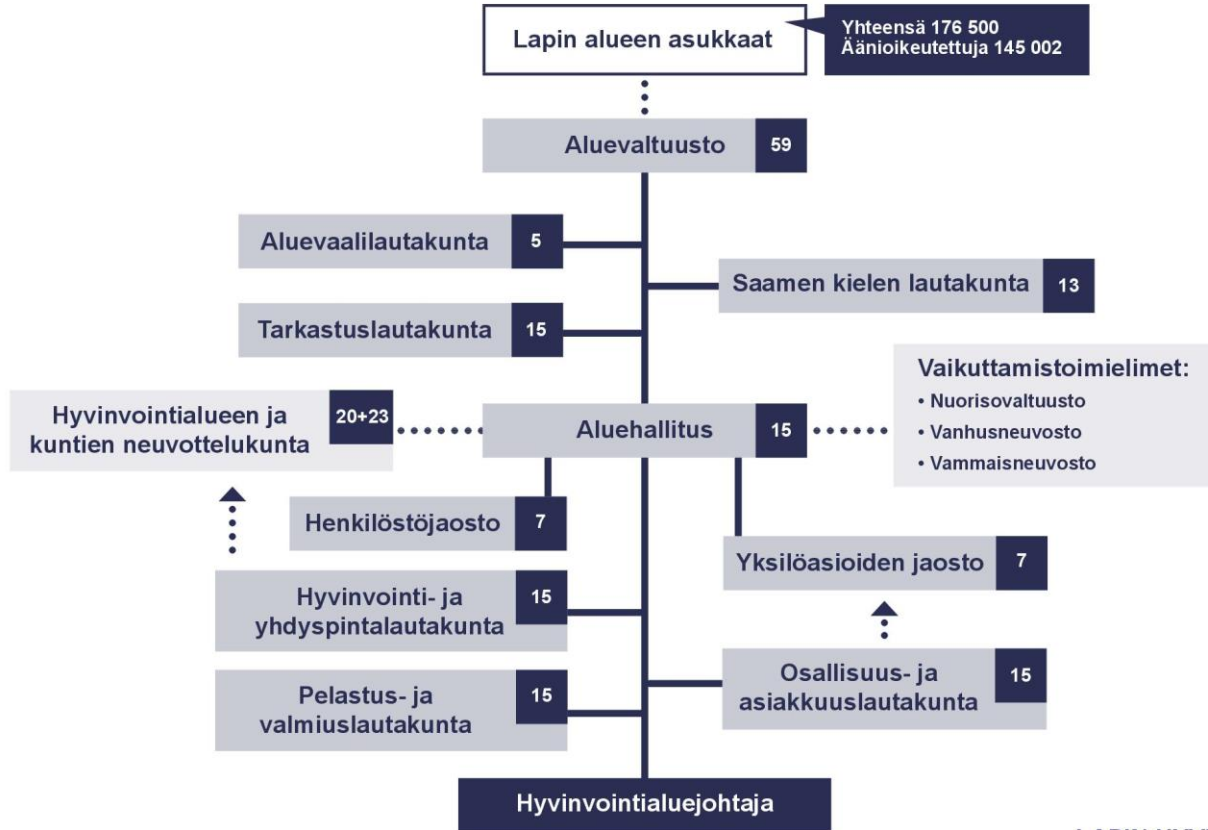 Lapin alueen asukkaat
Yhteensä 176 500
Äänioikeutettuja 145 002
Aluevaltuusto
59
Aluevaalilautakunta
5
Saamen kielen lautakunta
13
Tarkastuslautakunta
15
Hyvinvointialueen ja
kuntien neuvottelukunta
20+23
Aluehallitus
15
Vaikuttamistoimielimet:
• Nuorisovaltuusto
• Vanhusneuvosto
• Vammaisneuvosto
Henkilöstöjaosto
7
Yksilöasioiden jaosto
7
Hyvinvointi- ja
yhdyspintalautakunta
15
Osallisuus- ja
asiakkuuslautakunta
15
Pelastus- ja
valmiuslautakunta
15
Hyvinvointialuejohtaja